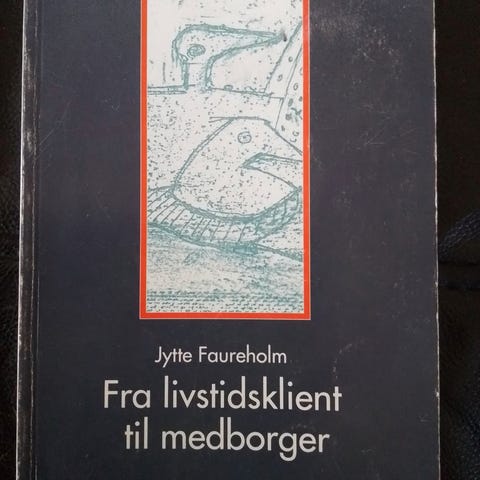 Jytte Faureholm
Fra livstidsklient
til medborger